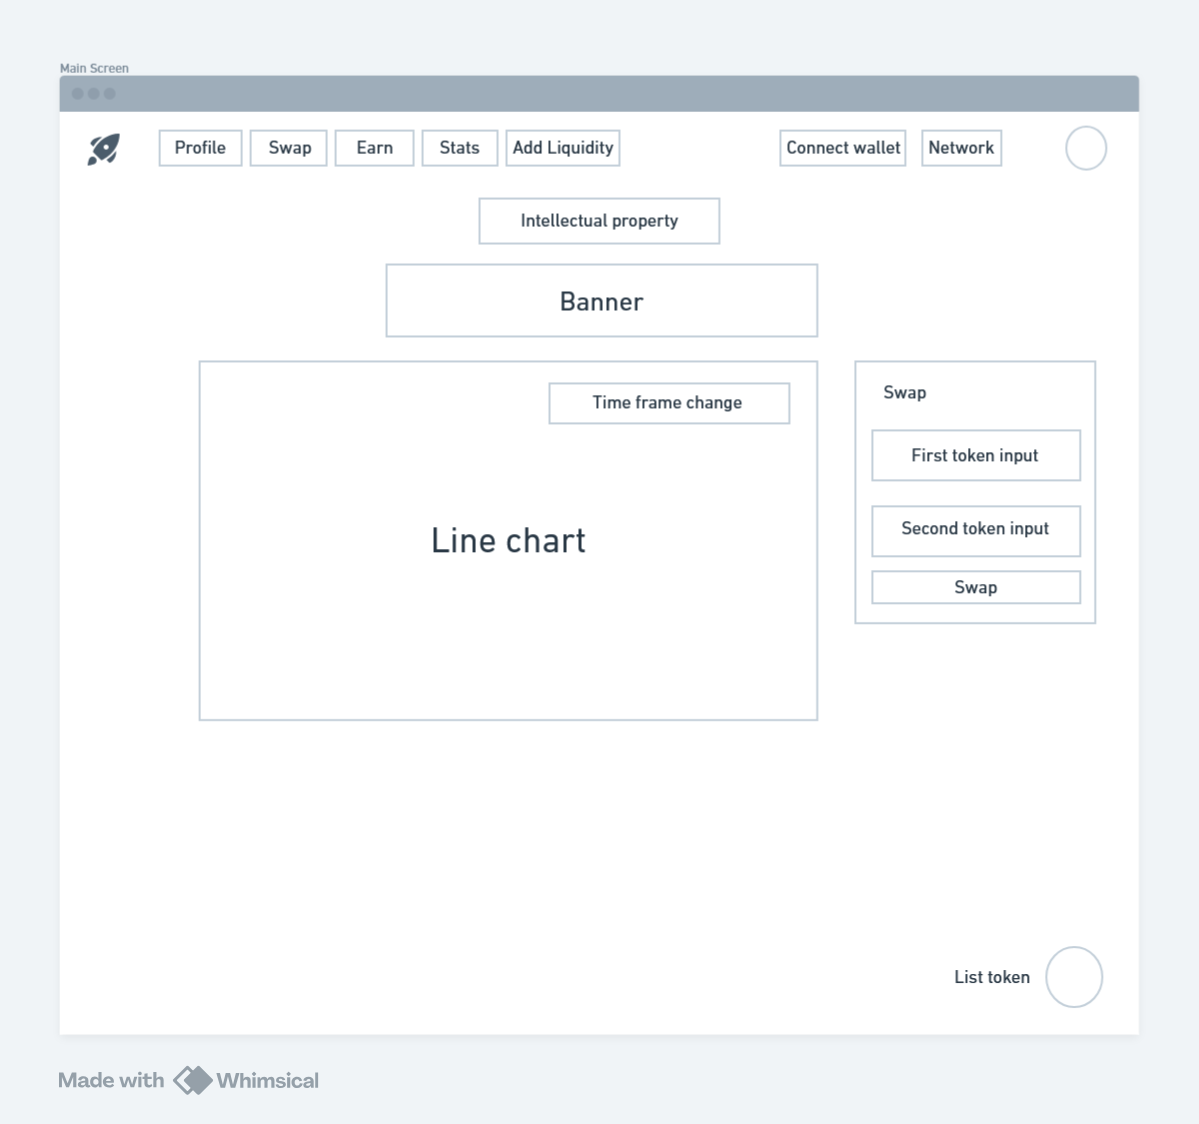 Main Screen
Profile
Swap
Earn
Stats
Add Liquidity
Connect wallet
Network
Intellectual property
Banner
Time frame change
Line chart
Swap
First token input
Second token input
Swap
List token
Made with Whimsical